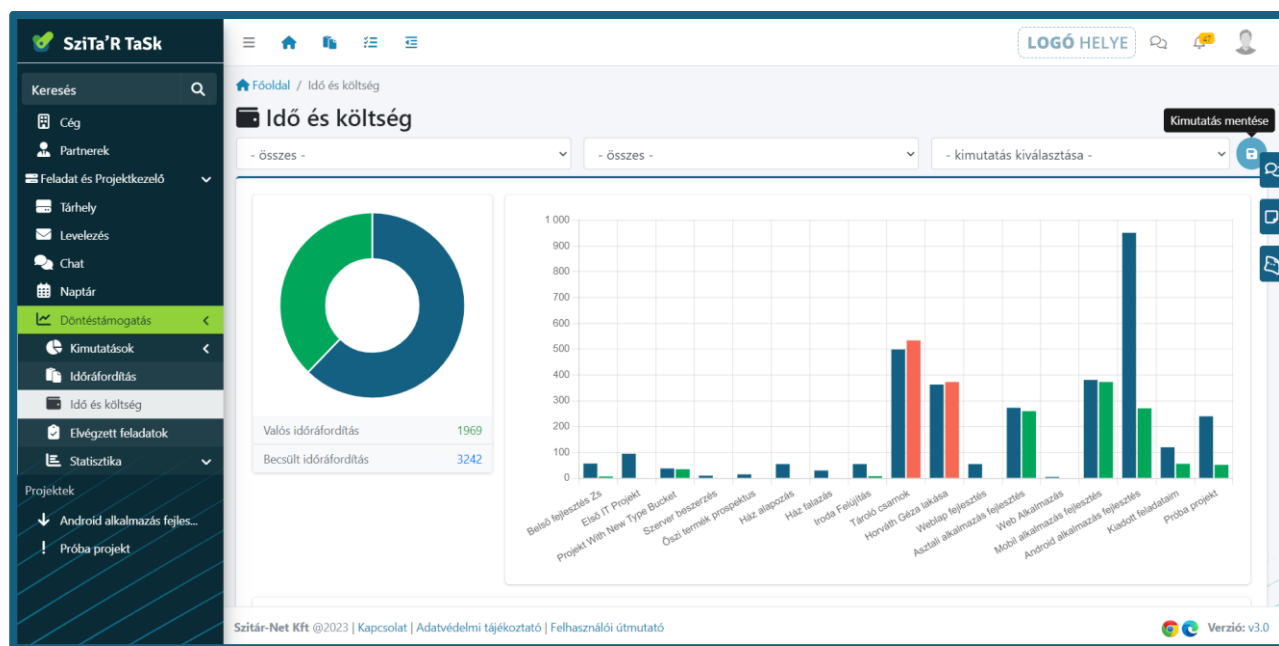 SziTa'R TaSk
LOGÓ HELYE
47
Keresés
Cég
Partnerek
Feladat és Projektkezelő
Tárhely
Levelezés
Chat
Naptár
Döntéstámogatás
Kimutatások
Időráfordítás
Idő és költség
Elvégzett feladatok
Statisztika
Projektek
Android alkalmazás fejles...
Próba projekt
Főoldal / Idő és költség
Idő és költség
Kimutatás mentése
- összes -
- összes -
- kimutatás kiválasztása -
Valós időráfordítás 1969
Becsült időráfordítás 3242
1 000
900
800
700
600
500
400
300
200
100
0
Belső fejlesztés Zs
Első IT Projekt
Projekt With New Type Bucket
Szerver beszerzés
Őszi termék prospektus
Ház alapozás
Ház falazás
Iroda Felújítás
Tároló csarnok
Horváth Géza lakása
Weblap fejlesztés
Asztali alkalmazás fejlesztés
Web Alkalmazás
Mobil alkalmazás fejlesztés
Android alkalmazás fejlesztés
Kiadott feladataim
Próba projekt
Szitár-Net Kft @2023 | Kapcsolat | Adatvédelmi tájékoztató | Felhasználói útmutató
Verzió: v3.0